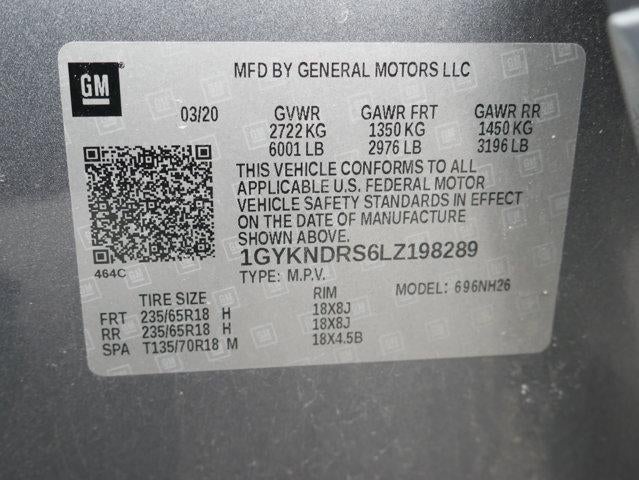 GM
MFD BY GENERAL MOTORS LLC
03/20 GVWR GAWR FRT GAWR RR
2722 KG 1350 KG 1450 KG
6001 LB 2976 LB 3196 LB
THIS VEHICLE CONFORMS TO ALL
APPLICABLE U.S. FEDERAL MOTOR
VEHICLE SAFETY STANDARDS IN EFFECT
ON THE DATE OF MANUFACTURE
SHOWN ABOVE.
464C
1GYKNDRS6LZ198289
TYPE: M.P.V. MODEL: 696NH26
TIRE SIZE RIM
FRT 235/65R18 H 18X8J
RR 235/65R18 H 18X8J
SPA T135/70R18 M 18X4.5B